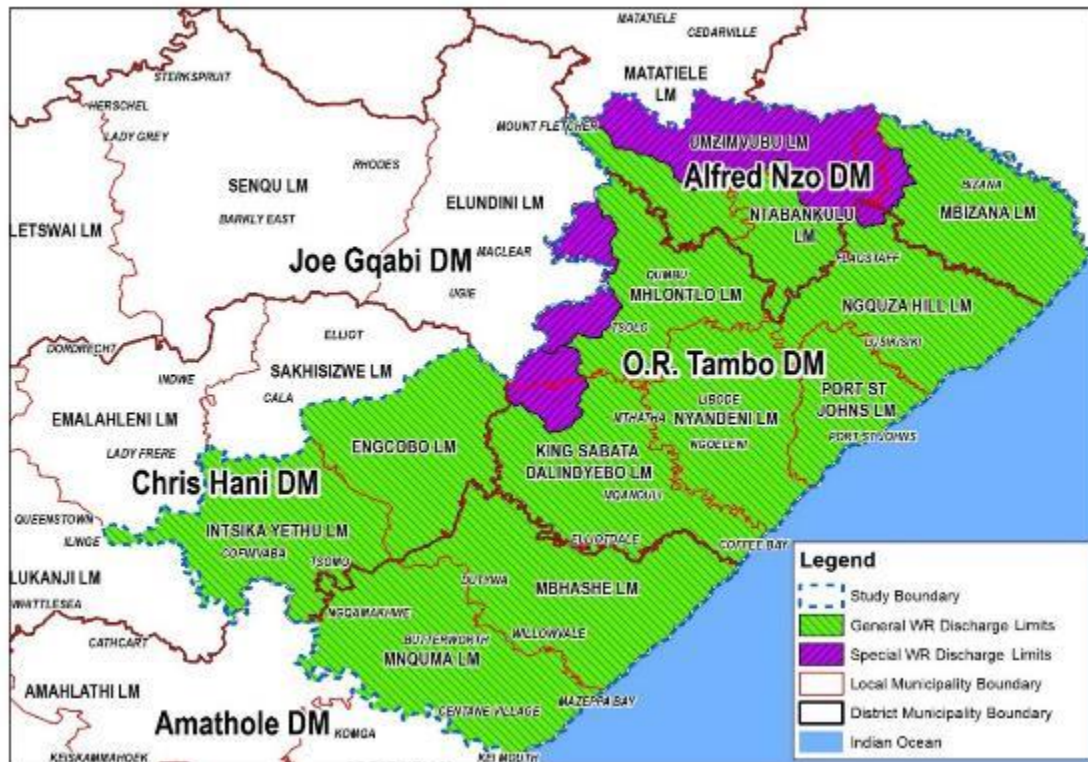 MATATIELE
CEDARVILLE
STERKSPRUIT
MATATIELE
LM
HERSCHEL
MOUNT FLETCHER
LADY GREY
UMZIMVUBU LM
RHODES
Alfred Nzo DM
SENQU LM
BIZANA
ELUNDINI LM
NTABANKULU
LM
MBIZANA LM
BARKLY EAST
LETSWAI LM
MACLEAR
FLAGSTAFF
Joe Gqabi DM
QUMBU
MHLONTLO LM
UGIE
NGQUZA HILL LM
TSOLO
ELLIOT
LUSIKISIKI
DORDRECHT
O.R. Tambo DM
SAKHISIZWE LM
INDWE
PORT ST
JOHNS LM
CALA
LIBODE
EMALAHLENI LM
MTHATHA
NYANDENI LM
PORT ST JOHNS
ENGCOBO LM
NGQELENI
KING SABATA
DALINDYEBO LM
LADY FRERE
Chris Hani DM
MQANDULI
QUEENSTOWN
INTSIKA YETHU LM
ELLIOTDALE
COFFEE BAY
ILINGE
COFIMVABA
TSOMO
LUKANJI LM
DUTYWA
MBHASHE LM
WHITTLESEA
NGQAMAKHWE
BUTTERWORTH
WILLOWVALE
CATHCART
MNQUMA LM
AMAHLATHI LM
MAZEPPA BAY
CENTANE VILLAGE
Amathole DM
KOMGA
KEISKAMMAHOEK
KEI MOUTH
Legend
Study Boundary
General WR Discharge Limits
Special WR Discharge Limits
Local Municipality Boundary
District Municipality Boundary
Indian Ocean